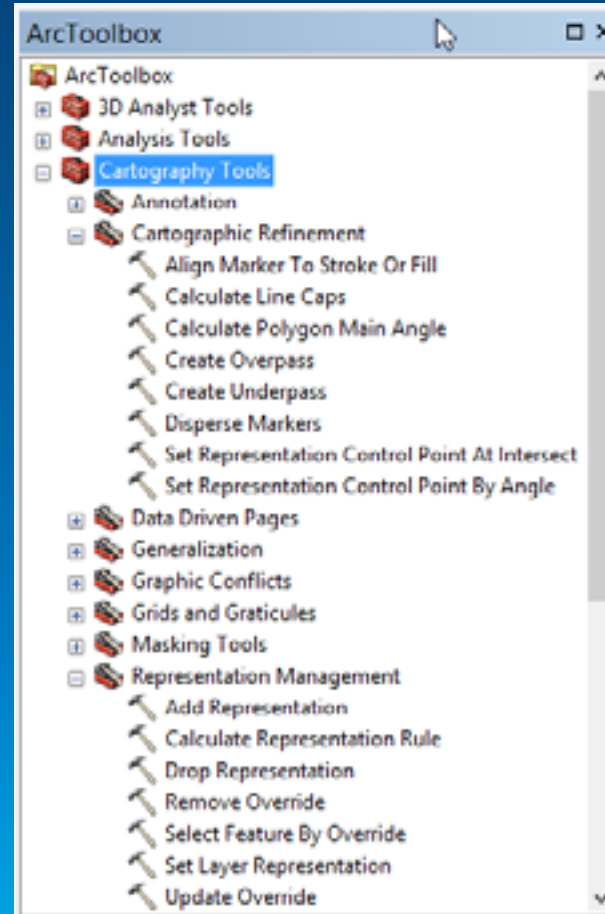 ArcToolbox
ArcToolbox
3D Analyst Tools
Analysis Tools
Cartography Tools
Annotation
Cartographic Refinement
Align Marker To Stroke Or Fill
Calculate Line Caps
Calculate Polygon Main Angle
Create Overpass
Create Underpass
Disperse Markers
Set Representation Control Point At Intersect
Set Representation Control Point By Angle
Data Driven Pages
Generalization
Graphic Conflicts
Grids and Graticules
Masking Tools
Representation Management
Add Representation
Calculate Representation Rule
Drop Representation
Remove Override
Select Feature By Override
Set Layer Representation
Update Override